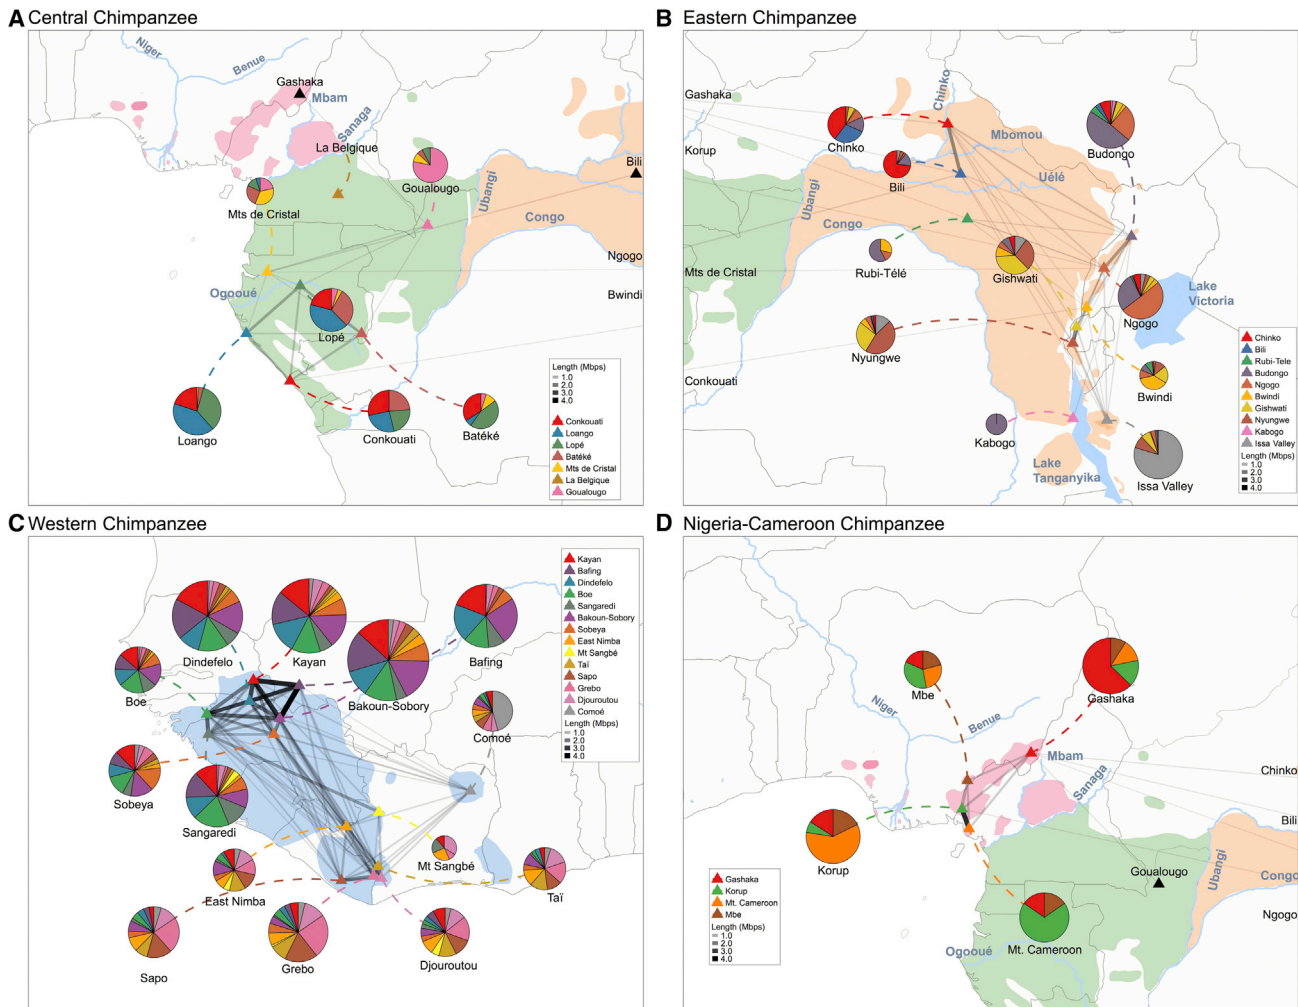 A Central Chimpanzee
Niger
Benue
Gashaka
Mbam
Sanaga
La Belgique
Goualougo
Mts de Cristal
Ubangi
Bili
Congo
Ngogo
Ogooué
Bwindi
Lopé
Loango
Conkouati
Batéké
Length (Mbps)
1.0
2.0
3.0
4.0
Conkouati
Loango
Lopé
Batéké
Mts de Cristal
La Belgique
Goualougo
B Eastern Chimpanzee
Gashaka
Chinko
Korup
Chinko
Mbomou
Budongo
Bili
Uélé
Ubangi
Congo
Rubi-Télé
Gishwati
Mts de Cristal
Lake
Victoria
Ngogo
Nyungwe
Conkouati
Bwindi
Kabogo
Lake
Tanganyika
Issa Valley
Chinko
Bili
Rubi-Tele
Budongo
Ngogo
Bwindi
Gishwati
Nyungwe
Kabogo
Issa Valley
Length (Mbps)
1.0
2.0
3.0
4.0
C Western Chimpanzee
Dindefelo
Kayan
Bakoun-Sobory
Bafing
Boe
Comoé
Sobeya
Sangaredi
Mt Sangbé
East Nimba
Taï
Sapo
Grebo
Djouroutou
Kayan
Bafing
Dindefelo
Boe
Sangaredi
Bakoun-Sobory
Sobeya
East Nimba
Mt Sangbé
Taï
Sapo
Grebo
Djouroutou
Comoé
Length (Mbps)
1.0
2.0
3.0
4.0
D Nigeria-Cameroon Chimpanzee
Mbe
Gashaka
Niger
Benue
Mbam
Sanaga
Chinko
Bili
Korup
Goualougo
Ubangi
Congo
Ngogo
Mt. Cameroon
Ogooué
Gashaka
Korup
Mt. Cameroon
Mbe
Length (Mbps)
1.0
2.0
3.0
4.0